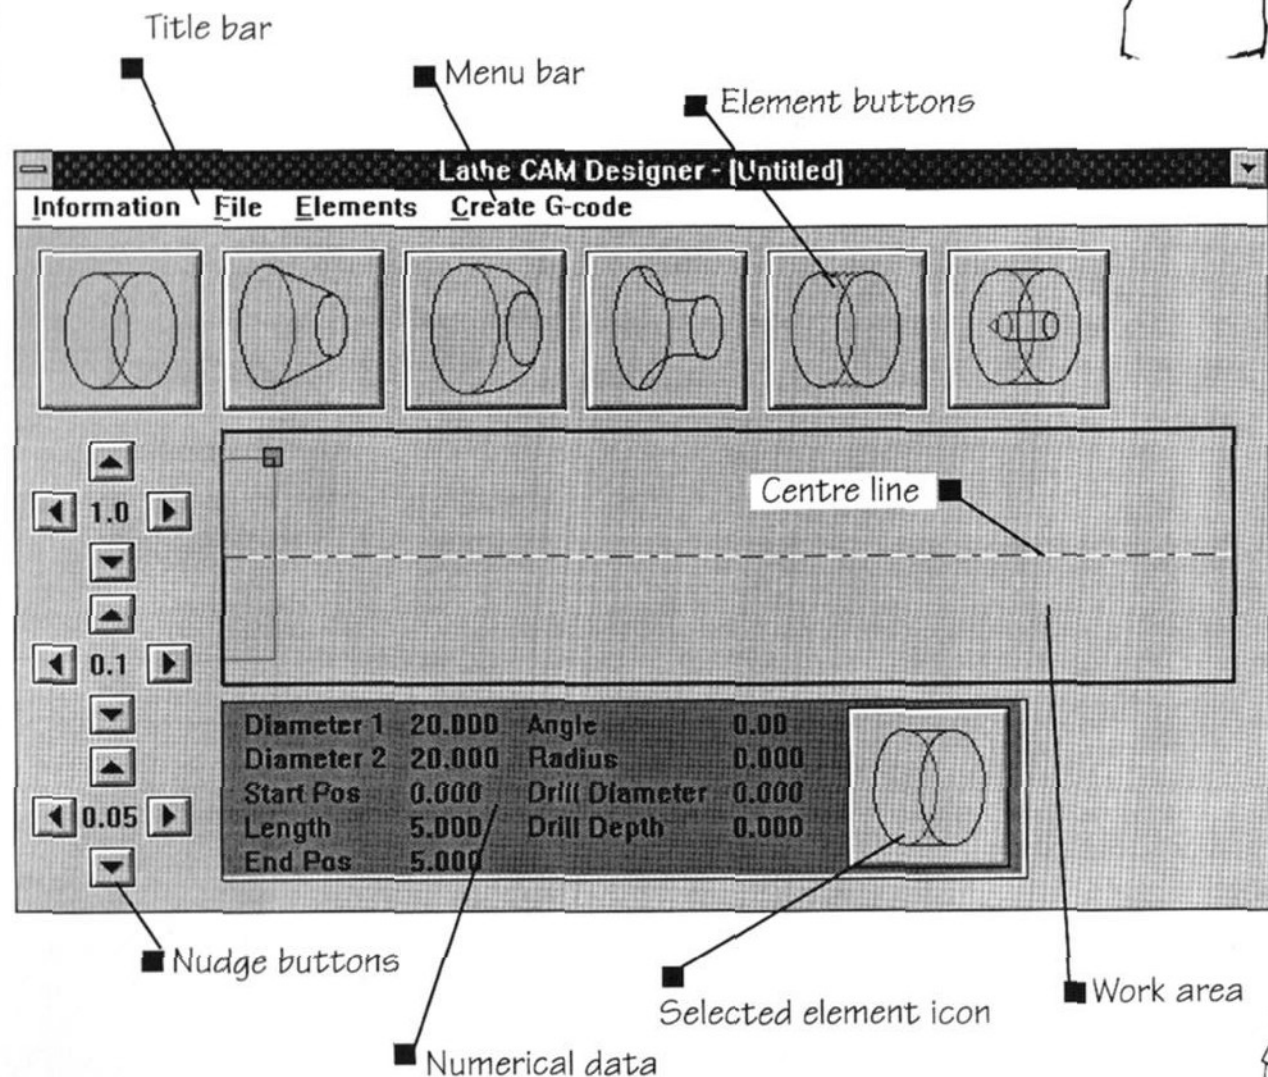 Title bar
Menu bar
Element buttons
Lathe CAM Designer - [Untitled]
Information File Elements Create G-code
Centre line
1.0
0.1
0.05
Diameter 1 20.000 Angle 0.00
Diameter 2 20.000 Radius 0.000
Start Pos 0.000 Drill Diameter 0.000
Length 5.000 Drill Depth 0.000
End Pos 5.000
Nudge buttons
Selected element icon
Work area
Numerical data